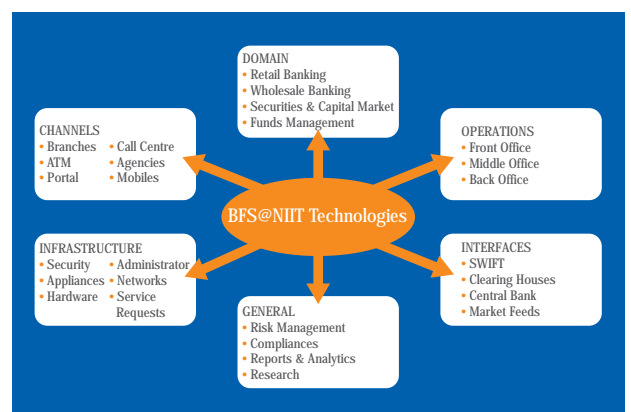 DOMAIN
• Retail Banking
• Wholesale Banking
• Securities & Capital Market
• Funds Management
CHANNELS
• Branches
• ATM
• Portal
• Call Centre
• Agencies
• Mobiles
OPERATIONS
• Front Office
• Middle Office
• Back Office
BFS@NIIT Technologies
INFRASTRUCTURE
• Security
• Appliances
• Hardware
• Administrator
• Networks
• Service
Requests
INTERFACES
• SWIFT
• Clearing Houses
• Central Bank
• Market Feeds
GENERAL
• Risk Management
• Compliances
• Reports & Analytics
• Research